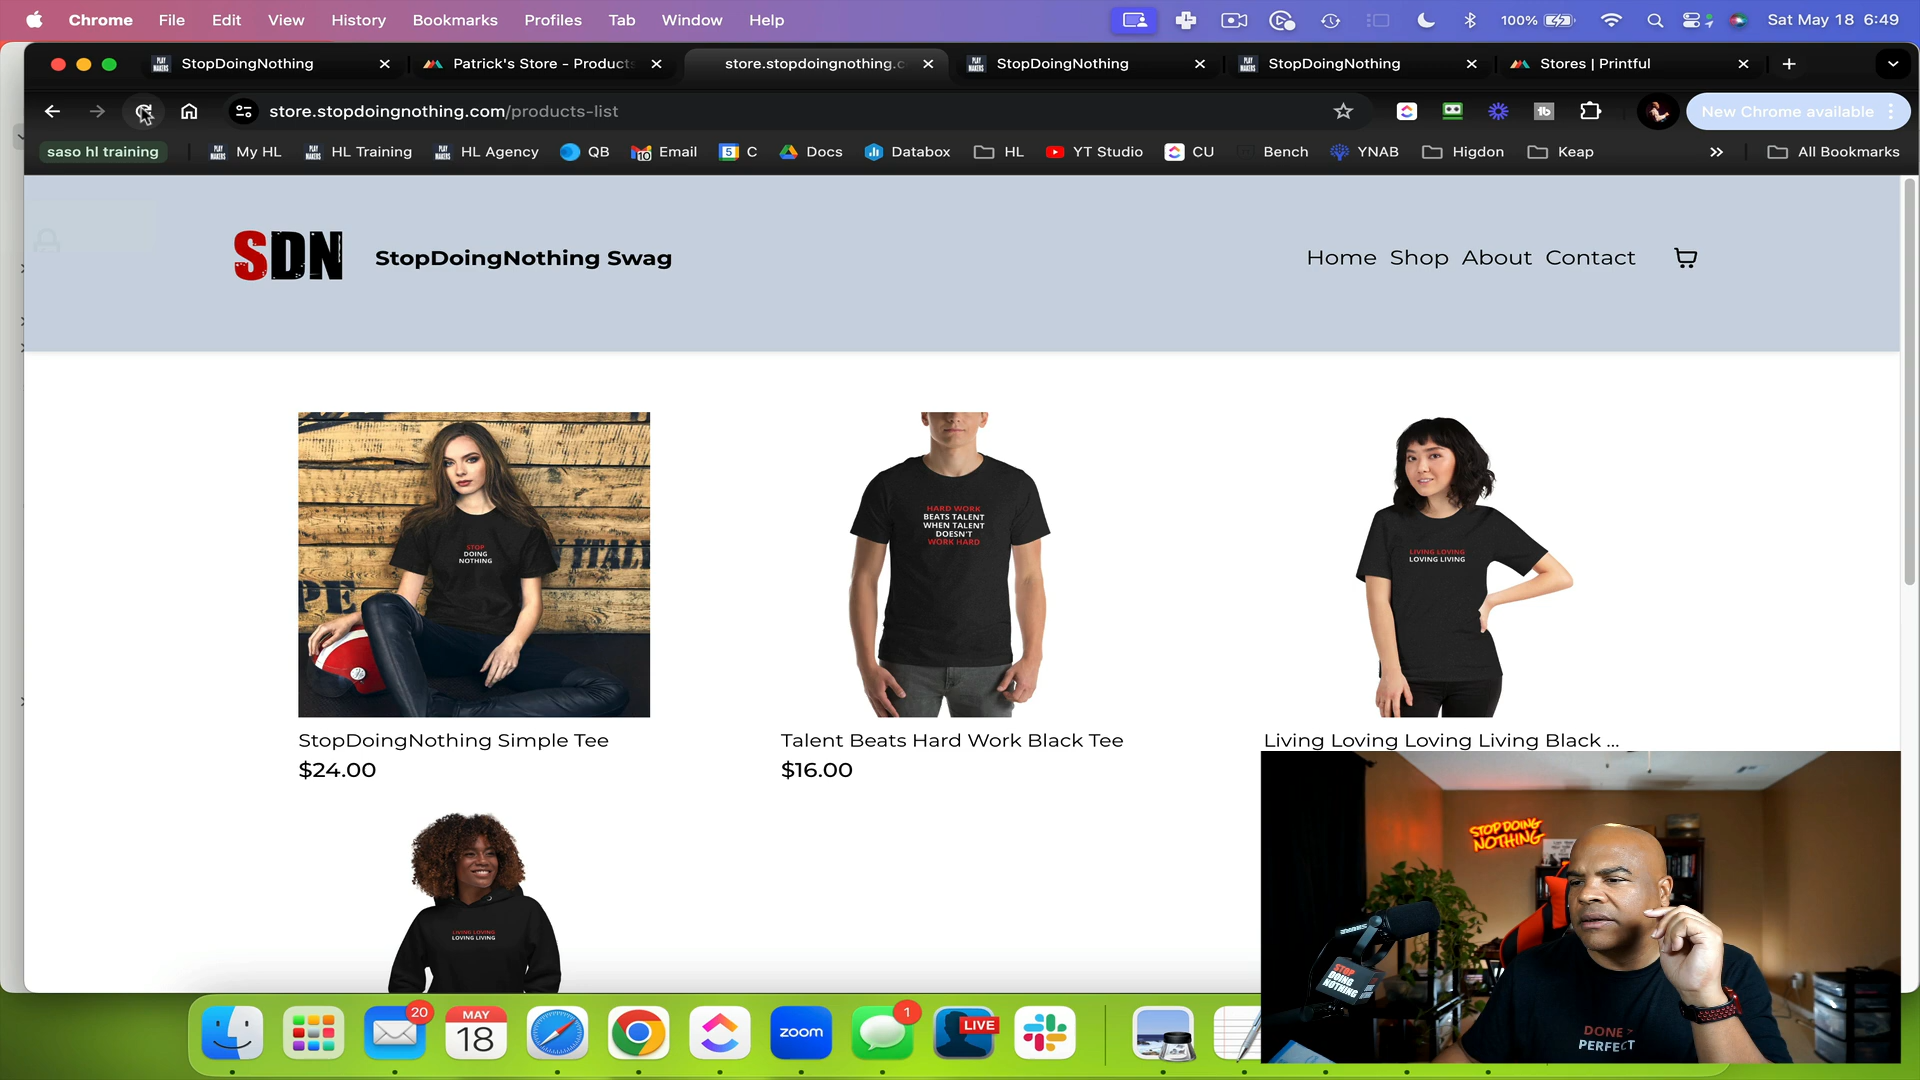 Chrome File Edit View History Bookmarks Profiles Tab Window Help 100% Sat May 18 6:49
StopDoingNothing Patrick's Store - Products store.stopdoingnothing.c StopDoingNothing StopDoingNothing Stores | Printful
store.stopdoingnothing.com/products-list New Chrome available
saso hl training My HL HL Training HL Agency QB 10 Email 5 C Docs Databox HL YT Studio CU Bench YNAB Higdon Keap » All Bookmarks
SDN StopDoingNothing Swag Home Shop About Contact
STOP
DOING
NOTHING
HARD WORK
BEATS TALENT
WHEN TALENT
DOESN'T
WORK HARD
LIVING LOVING
LOVING LIVING
StopDoingNothing Simple Tee
$24.00
Talent Beats Hard Work Black Tee
$16.00
Living Loving Loving Living Black ...
LIVING LOVING
LOVING LIVING
STOP DOING
NOTHING
STOP
DOING
NOTHING
DONE >
PERFECT
20
MAY
18
zoom
1
LIVE